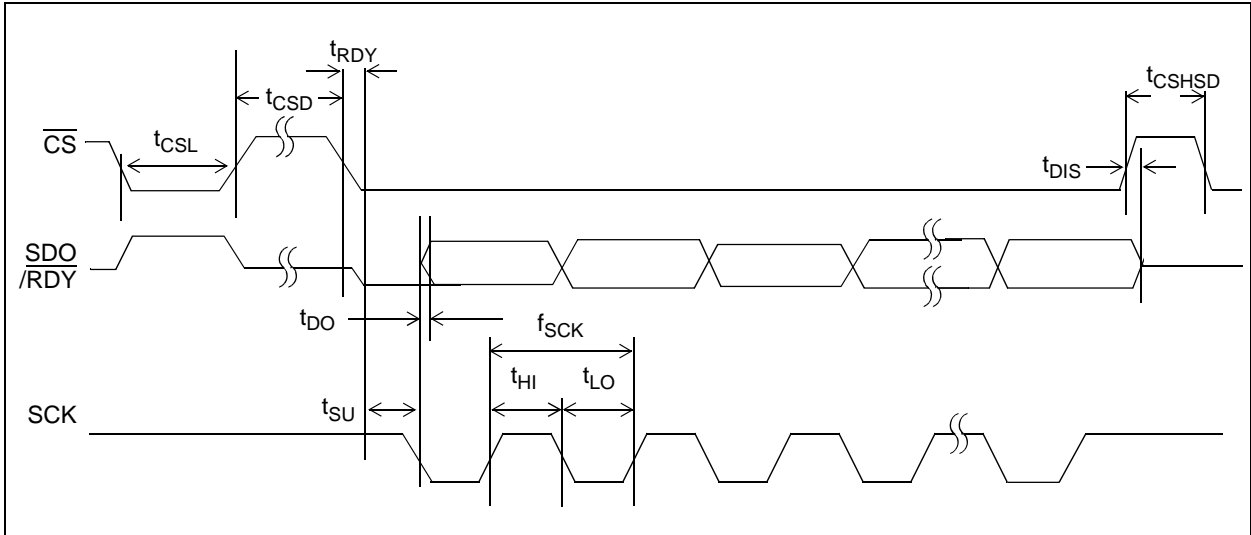 tRDY
tCSD
tCSHSD
CS
tCSL
tDIS
SDO
/RDY
tDO
fSCK
tHI
tLO
SCK
tSU